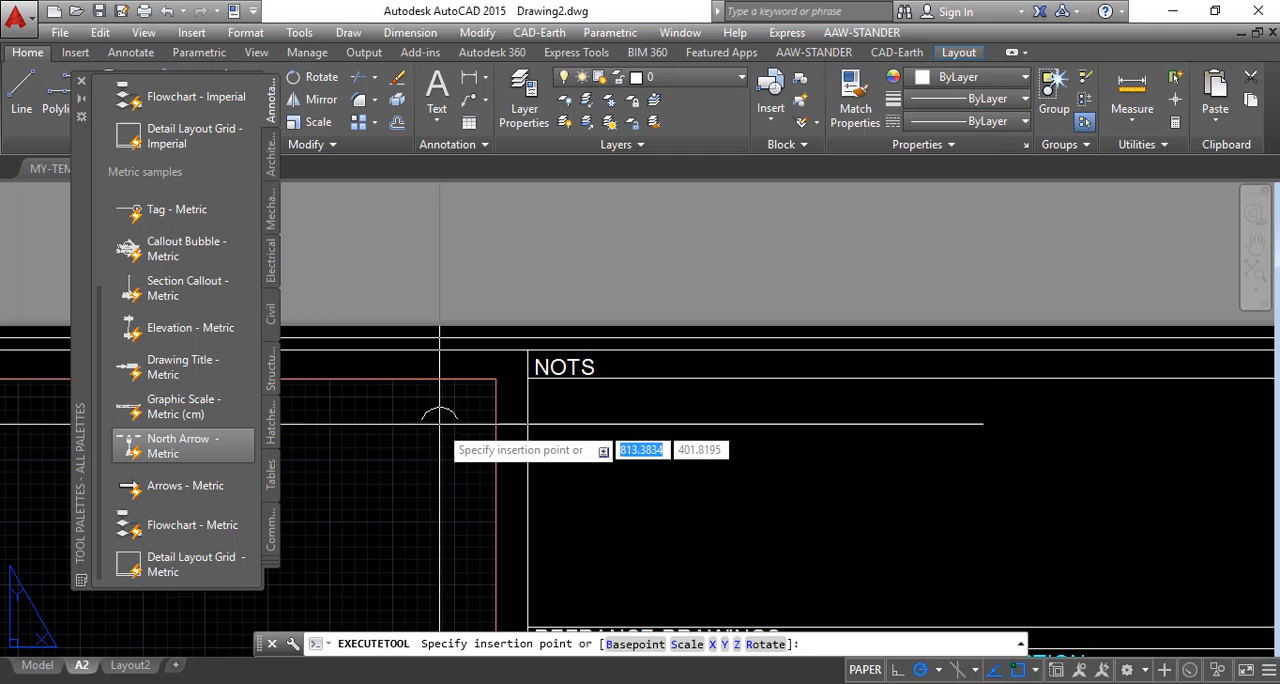 Autodesk AutoCAD 2015 Drawing2.dwg
Type a keyword or phrase
Sign In
File Edit View Insert Format Tools Draw Dimension Modify CAD-Earth Parametric Window Help Express AAW-STANDER
Home Insert Annotate Parametric View Manage Output Add-ins Autodesk 360 Express Tools BIM 360 Featured Apps AAW-STANDER CAD-Earth Layout
Line
Rotate
Mirror
Scale
Modify
Text
Annotation
Layer
Properties
0
Layers
Insert
Block
Match
Properties
ByLayer
ByLayer
ByLayer
Properties
Group
Groups
Measure
Utilities
Paste
Clipboard
MY-TEM
Flowchart - Imperial
Detail Layout Grid -
Imperial
Metric samples
Tag - Metric
Callout Bubble -
Metric
Section Callout -
Metric
Elevation - Metric
Drawing Title -
Metric
Graphic Scale -
Metric (cm)
North Arrow -
Metric
Arrows - Metric
Flowchart - Metric
Detail Layout Grid -
Metric
TOOL PALETTES - ALL PALETTES
Annota...
Archite...
Mecha...
Electrical
Civil
Structu...
Hatche...
Tables
Comm...
NOTS
Specify insertion point or 813.3834 401.8195
Y
X
EXECUTETOOL Specify insertion point or [Basepoint Scale X Y Z Rotate]:
Model A2 Layout2 +
PAPER